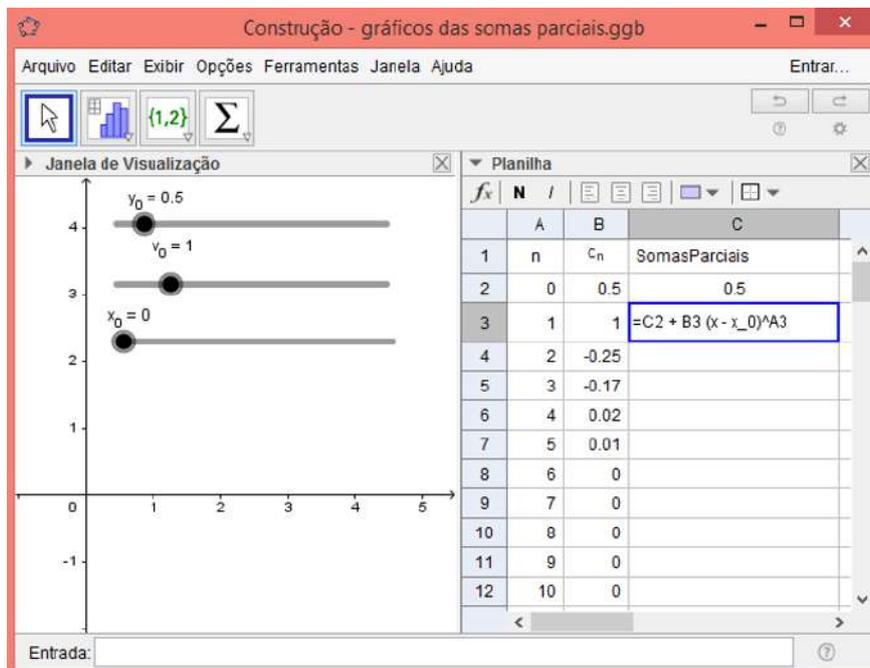 Construção - gráficos das somas parciais.ggb
Arquivo Editar Exibir Opções Ferramentas Janela Ajuda Entrar...
{1,2} Σ
Janela de Visualização
y0 = 0.5
4
v0 = 1
3
x0 = 0
2
1
0 1 2 3 4 5
-1
Planilha
fx N I
A B C
1 n cn SomasParciais
2 0 0.5 0.5
3 1 1 =C2 + B3 (x - x_0)^A3
4 2 -0.25
5 3 -0.17
6 4 0.02
7 5 0.01
8 6 0
9 7 0
10 8 0
11 9 0
12 10 0
Entrada: